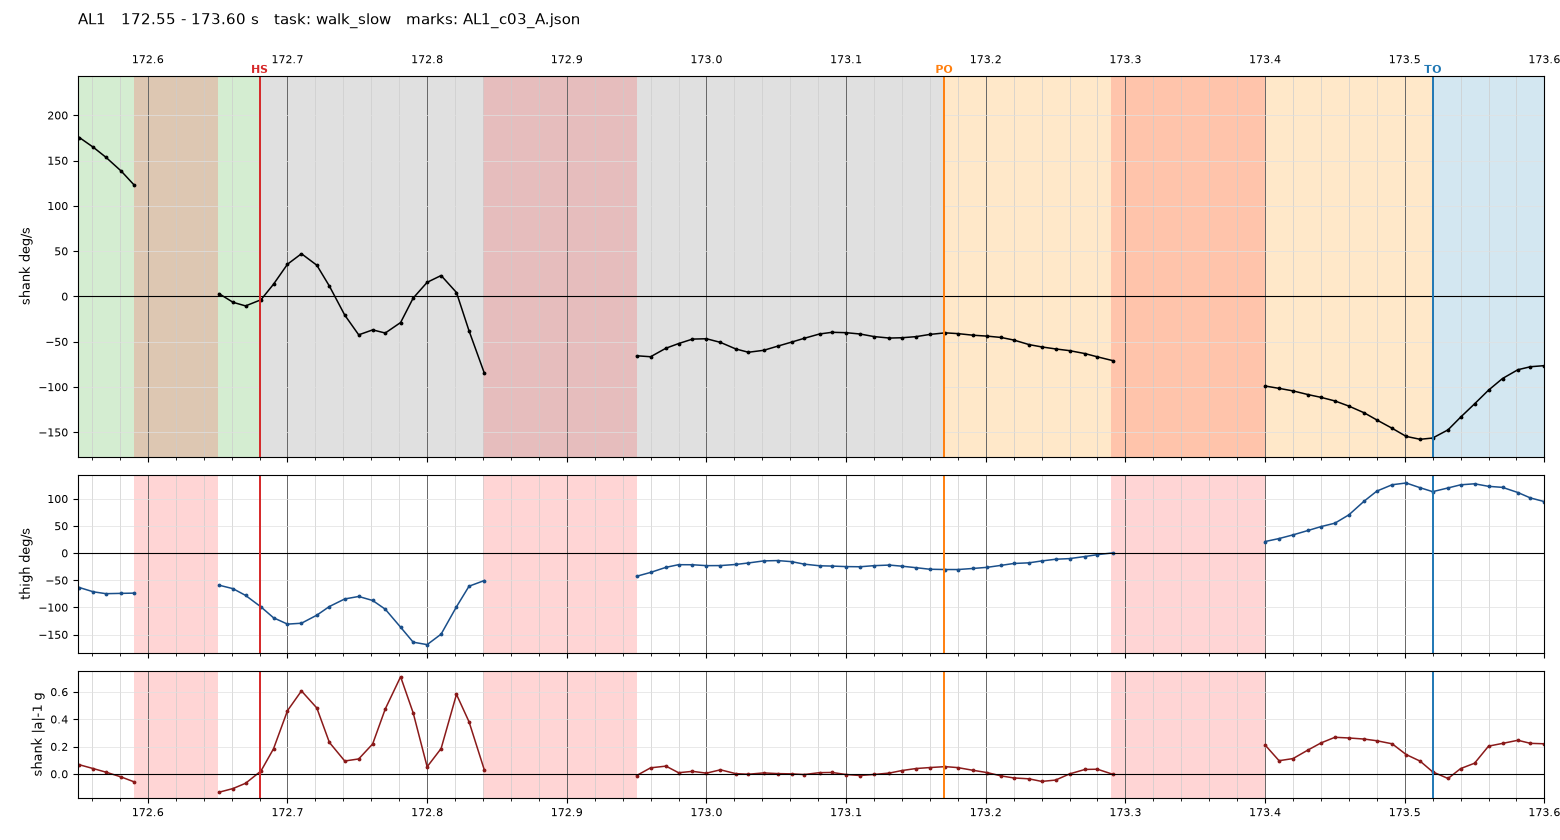 AL1   172.55 - 173.60 s   task: walk_slow   marks: AL1_c03_A.json
172.6 172.7 172.8 172.9 173.0 173.1 173.2 173.3 173.4 173.5 173.6
HS PO TO
shank deg/s
200
150
100
50
0
−50
−100
−150
thigh deg/s
100
50
0
−50
−100
−150
shank |a|-1 g
0.6
0.4
0.2
0.0
172.6 172.7 172.8 172.9 173.0 173.1 173.2 173.3 173.4 173.5 173.6